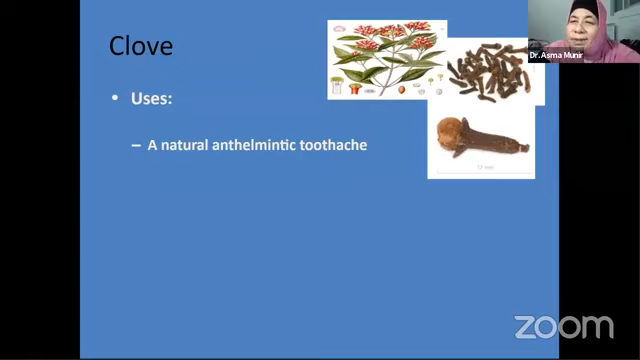 Clove
Dr.Asma Munir
• Uses:
– A natural anthelmintic toothache
zoom